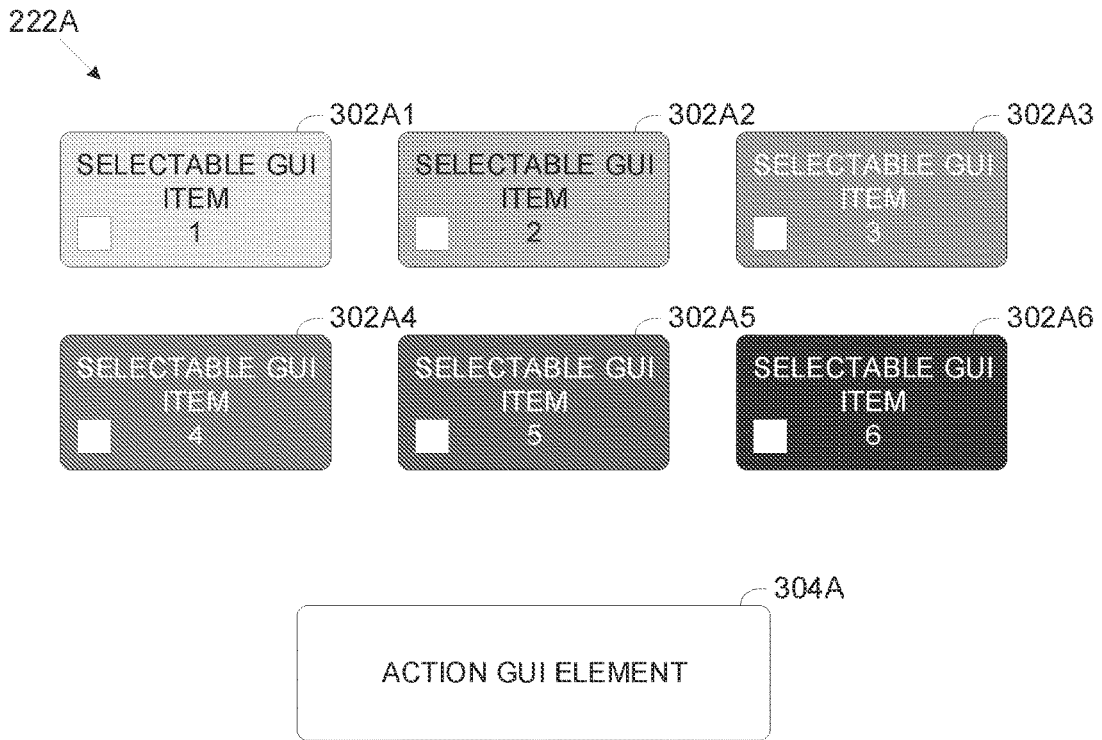 222A
302A1
302A2
302A3
SELECTABLE GUI
ITEM
1
SELECTABLE GUI
ITEM
2
SELECTABLE GUI
ITEM
3
302A4
302A5
302A6
SELECTABLE GUI
ITEM
4
SELECTABLE GUI
ITEM
5
SELECTABLE GUI
ITEM
6
304A
ACTION GUI ELEMENT